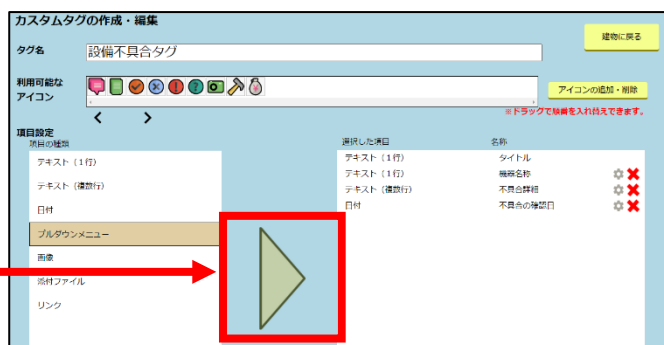 カスタムタグの作成・編集
建物に戻る
タグ名
設備不具合タグ
利用可能な
アイコン
アイコンの追加・削除
※ドラッグで順番を入れ替えできます。
項目設定
項目の種類
選択した項目 名称
テキスト（1行）
テキスト（複数行）
日付
プルダウンメニュー
画像
添付ファイル
リンク
テキスト（1行） タイトル
テキスト（1行） 機器名称
テキスト（複数行） 不具合詳細
日付 不具合の確認日